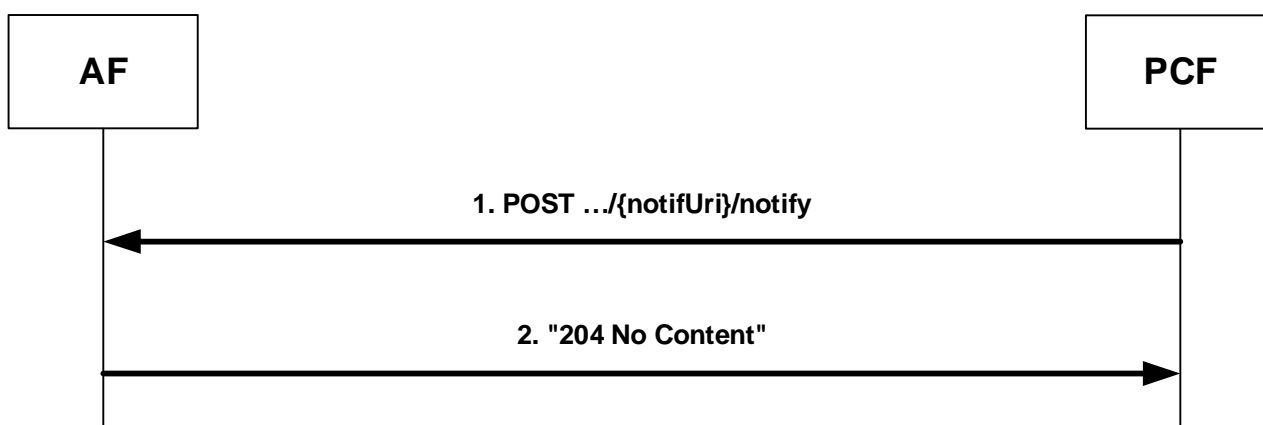 AF
PCF
1. POST …/{notifUri}/notify
2. "204 No Content"